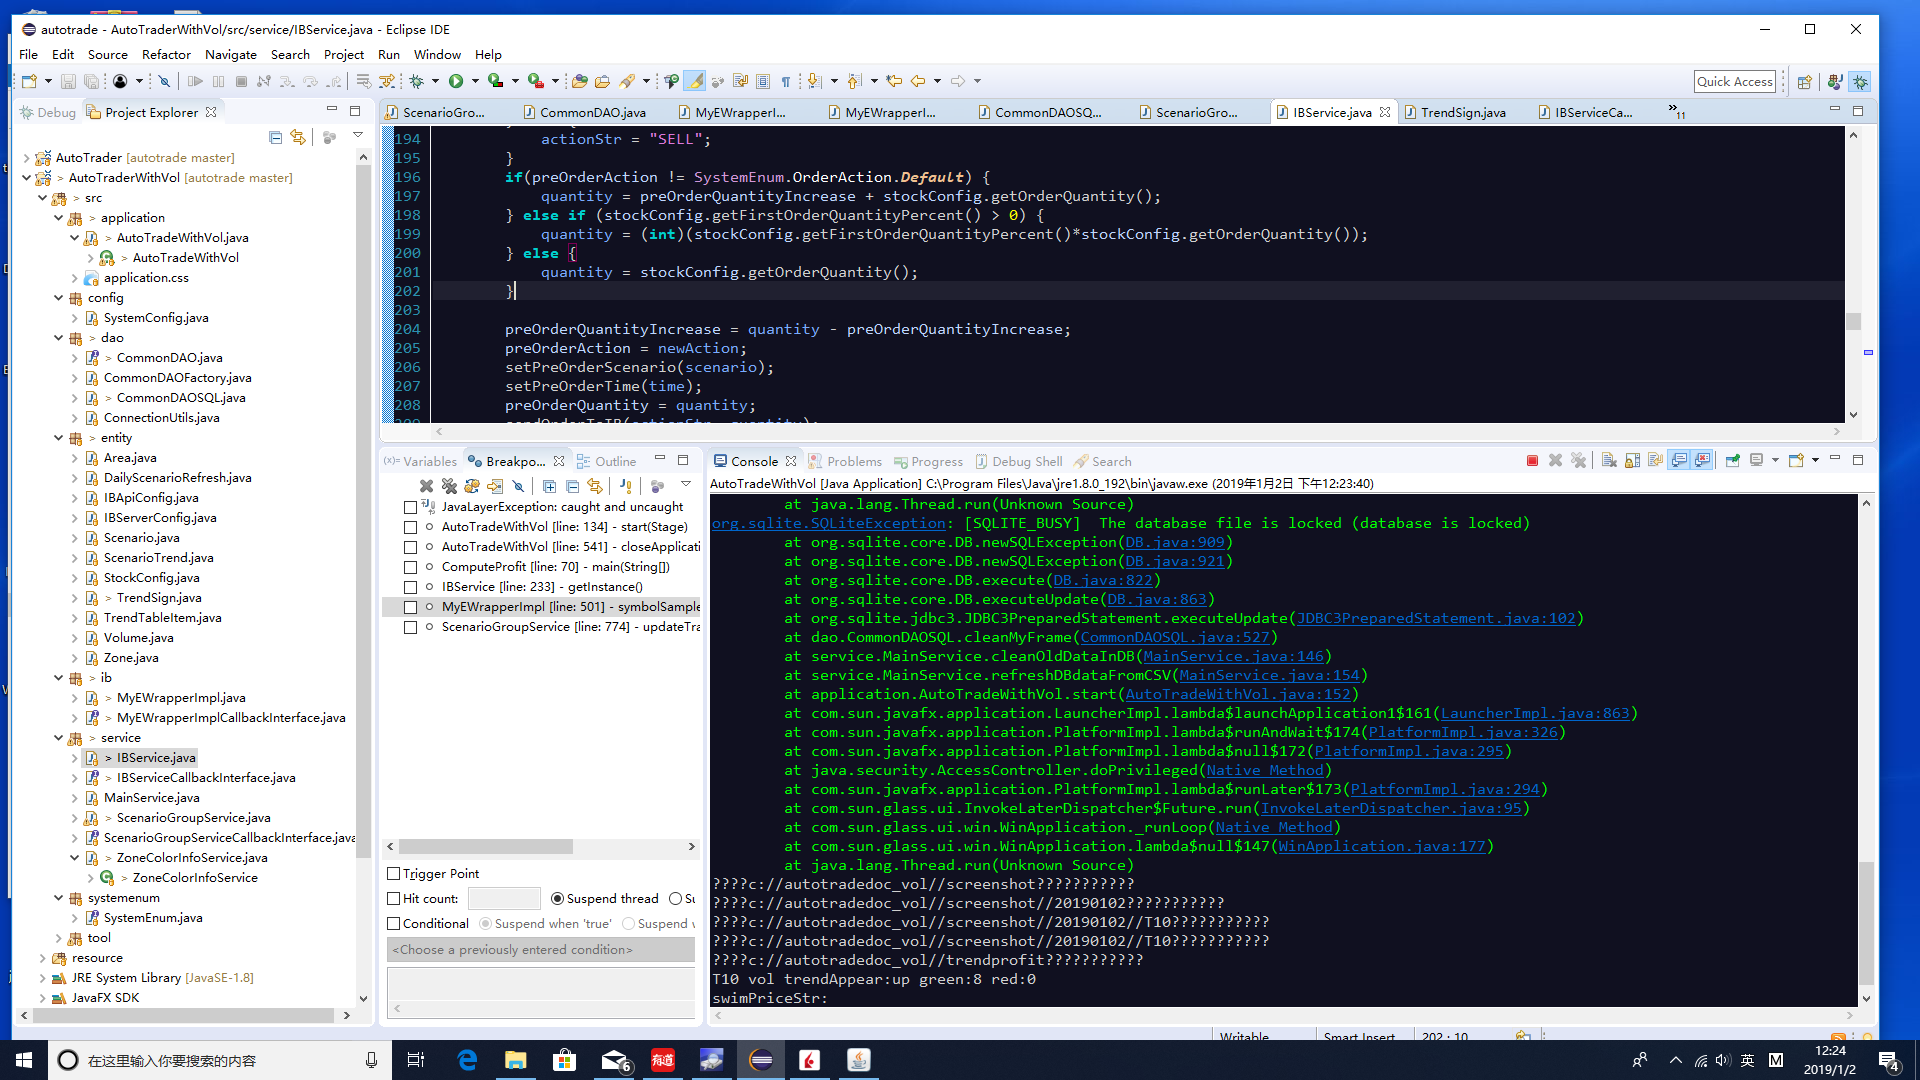 autotrade - AutoTraderWithVol/src/service/IBService.java - Eclipse IDE
File Edit Source Refactor Navigate Search Project Run Window Help
Quick Access
Debug Project Explorer
ScenarioGro... CommonDAO.java MyEWrapperI... MyEWrapperI... CommonDAOSQ... ScenarioGro... IBService.java TrendSign.java IBServiceCa... »11
AutoTrader [autotrade master]
> AutoTraderWithVol [autotrade master]
> src
> application
> AutoTradeWithVol.java
> AutoTradeWithVol
application.css
config
SystemConfig.java
> dao
> CommonDAO.java
CommonDAOFactory.java
> CommonDAOSQL.java
ConnectionUtils.java
> entity
Area.java
DailyScenarioRefresh.java
IBApiConfig.java
IBServerConfig.java
Scenario.java
ScenarioTrend.java
StockConfig.java
> TrendSign.java
TrendTableItem.java
Volume.java
Zone.java
> ib
> MyEWrapperImpl.java
> MyEWrapperImplCallbackInterface.java
> service
> IBService.java
> IBServiceCallbackInterface.java
MainService.java
> ScenarioGroupService.java
ScenarioGroupServiceCallbackInterface.java
> ZoneColorInfoService.java
> ZoneColorInfoService
systemenum
SystemEnum.java
tool
resource
JRE System Library [JavaSE-1.8]
JavaFX SDK
194 actionStr = "SELL";
195 }
196 if(preOrderAction != SystemEnum.OrderAction.Default) {
197 quantity = preOrderQuantityIncrease + stockConfig.getOrderQuantity();
198 } else if (stockConfig.getFirstOrderQuantityPercent() > 0) {
199 quantity = (int)(stockConfig.getFirstOrderQuantityPercent()*stockConfig.getOrderQuantity());
200 } else {
201 quantity = stockConfig.getOrderQuantity();
202 }
203
204 preOrderQuantityIncrease = quantity - preOrderQuantityIncrease;
205 preOrderAction = newAction;
206 setPreOrderScenario(scenario);
207 setPreOrderTime(time);
208 preOrderQuantity = quantity;
(x)= Variables Breakpo... Outline
JavaLayerException: caught and uncaught
AutoTradeWithVol [line: 134] - start(Stage)
AutoTradeWithVol [line: 541] - closeApplicati
ComputeProfit [line: 70] - main(String[])
IBService [line: 233] - getInstance()
MyEWrapperImpl [line: 501] - symbolSample
ScenarioGroupService [line: 774] - updateTra
Trigger Point
Hit count: Suspend thread Su
Conditional Suspend when 'true' Suspend w
<Choose a previously entered condition>
Console Problems Progress Debug Shell Search
AutoTradeWithVol [Java Application] C:\Program Files\Java\jre1.8.0_192\bin\javaw.exe (2019年1月2日 下午12:23:40)
at java.lang.Thread.run(Unknown Source)
org.sqlite.SQLiteException: [SQLITE_BUSY]  The database file is locked (database is locked)
at org.sqlite.core.DB.newSQLException(DB.java:909)
at org.sqlite.core.DB.newSQLException(DB.java:921)
at org.sqlite.core.DB.execute(DB.java:822)
at org.sqlite.core.DB.executeUpdate(DB.java:863)
at org.sqlite.jdbc3.JDBC3PreparedStatement.executeUpdate(JDBC3PreparedStatement.java:102)
at dao.CommonDAOSQL.cleanMyFrame(CommonDAOSQL.java:527)
at service.MainService.cleanOldDataInDB(MainService.java:146)
at service.MainService.refreshDBdataFromCSV(MainService.java:154)
at application.AutoTradeWithVol.start(AutoTradeWithVol.java:152)
at com.sun.javafx.application.LauncherImpl.lambda$launchApplication1$161(LauncherImpl.java:863)
at com.sun.javafx.application.PlatformImpl.lambda$runAndWait$174(PlatformImpl.java:326)
at com.sun.javafx.application.PlatformImpl.lambda$null$172(PlatformImpl.java:295)
at java.security.AccessController.doPrivileged(Native Method)
at com.sun.javafx.application.PlatformImpl.lambda$runLater$173(PlatformImpl.java:294)
at com.sun.glass.ui.InvokeLaterDispatcher$Future.run(InvokeLaterDispatcher.java:95)
at com.sun.glass.ui.win.WinApplication._runLoop(Native Method)
at com.sun.glass.ui.win.WinApplication.lambda$null$147(WinApplication.java:177)
at java.lang.Thread.run(Unknown Source)
????c://autotradedoc_vol//screenshot???????????
????c://autotradedoc_vol//screenshot//20190102???????????
????c://autotradedoc_vol//screenshot//20190102//T10???????????
????c://autotradedoc_vol//screenshot//20190102//T10???????????
????c://autotradedoc_vol//trendprofit???????????
T10 vol trendAppear:up green:8 red:0
swimPriceStr:
Writable Smart Insert 202 : 10
在这里输入你要搜索的内容
6
有道
英 M
12:24
2019/1/2
4